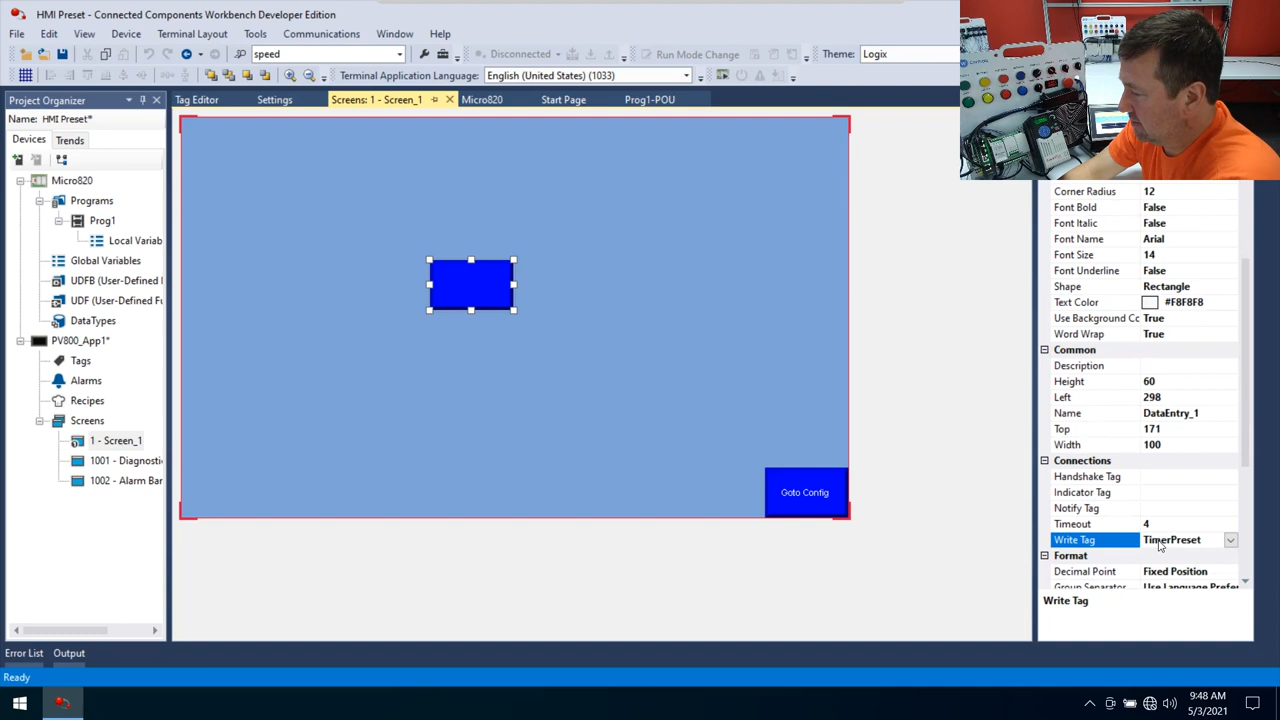 HMI Preset - Connected Components Workbench Developer Edition
File Edit View Device Terminal Layout Tools Communications Window Help
speed Disconnected Run Mode Change Theme: Logix
Terminal Application Language: English (United States) (1033)
Project Organizer
Name: HMI Preset*
Devices Trends
Micro820
Programs
Prog1
Local Variab
Global Variables
UDFB (User-Defined
UDF (User-Defined Fu
DataTypes
PV800_App1*
Tags
Alarms
Recipes
Screens
1 - Screen_1
1001 - Diagnosti
1002 - Alarm Bar
Tag Editor Settings Screens: 1 - Screen_1 Micro820 Start Page Prog1-POU
Goto Config
Corner Radius 12
Font Bold False
Font Italic False
Font Name Arial
Font Size 14
Font Underline False
Shape Rectangle
Text Color #F8F8F8
Use Background Cc True
Word Wrap True
Common
Description
Height 60
Left 298
Name DataEntry_1
Top 171
Width 100
Connections
Handshake Tag
Indicator Tag
Notify Tag
Timeout 4
Write Tag TimerPreset
Format
Decimal Point Fixed Position
Group Separator Use Language Prefer
Write Tag
Error List Output
Ready
9:48 AM
5/3/2021